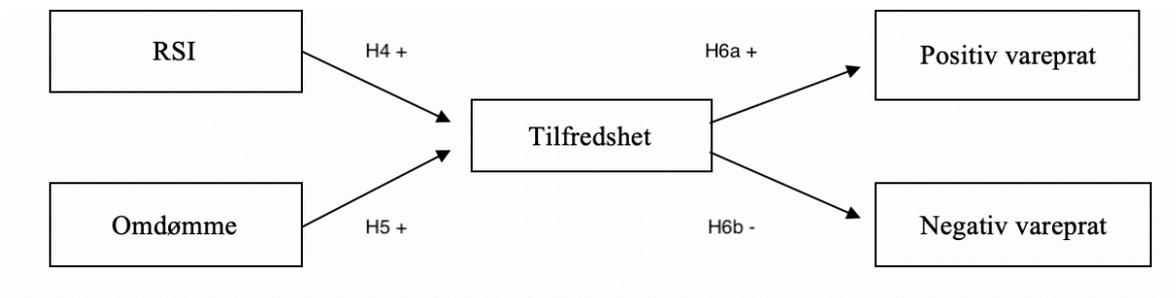 RSI
H4 +
H6a +
Positiv vareprat
Tilfredshet
Omdømme
H5 +
H6b -
Negativ vareprat